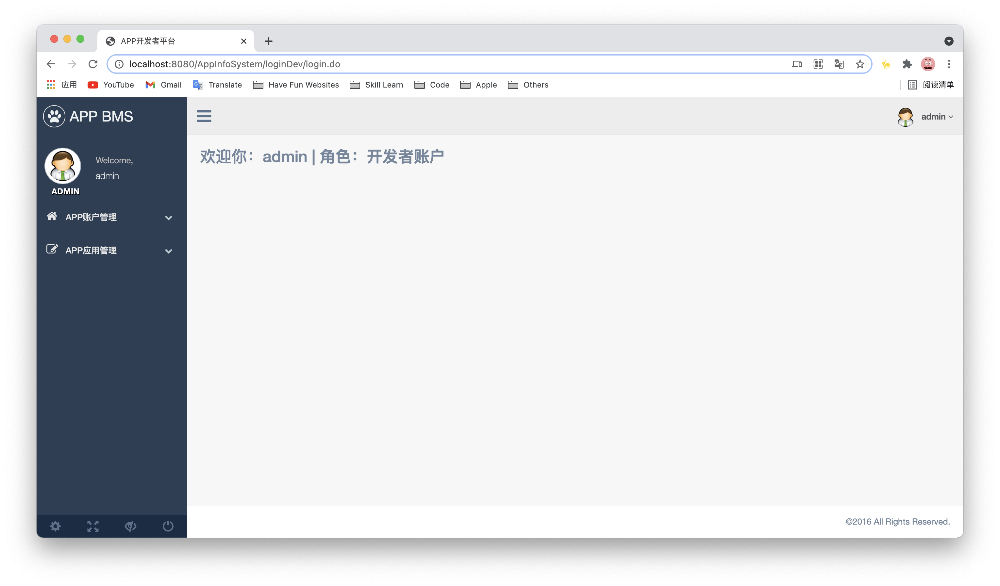 APP开发者平台
localhost:8080/AppInfoSystem/loginDev/login.do
应用 YouTube Gmail Translate Have Fun Websites Skill Learn Code Apple Others 阅读清单
APP BMS
admin
欢迎你：admin | 角色：开发者账户
Welcome,
admin
ADMIN
APP账户管理
APP应用管理
©2016 All Rights Reserved.